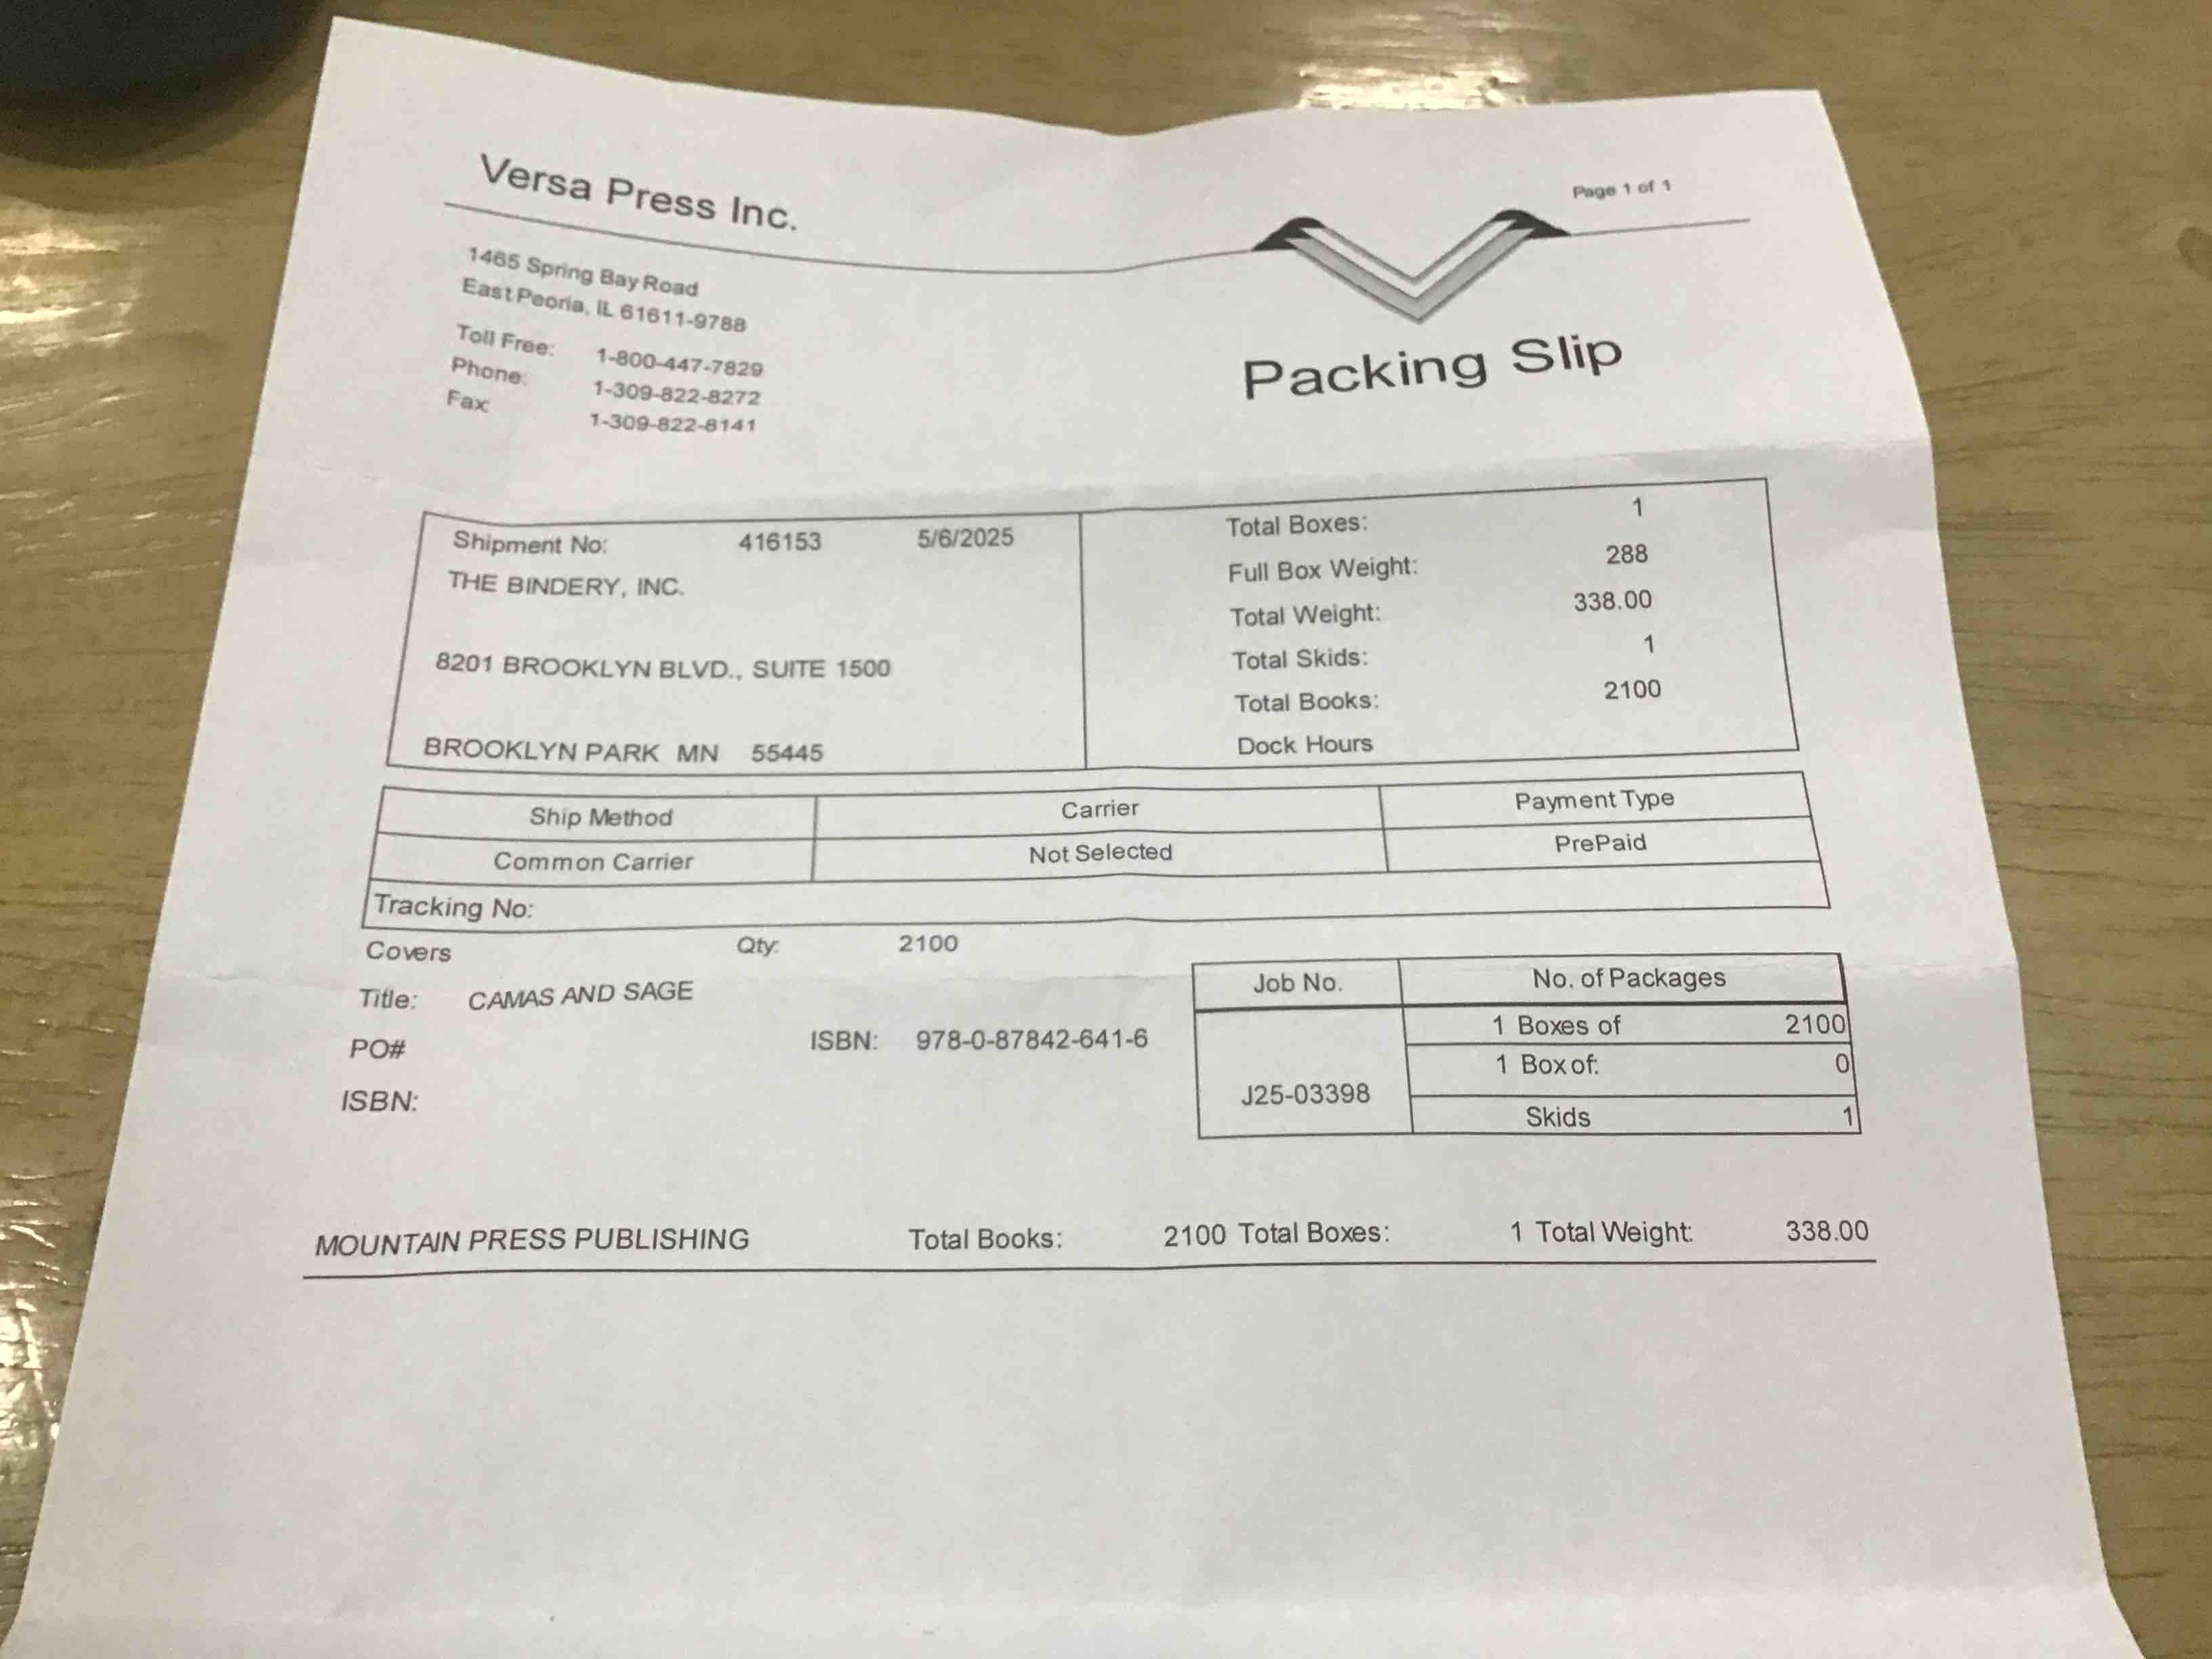 Versa Press Inc.
Page 1 of 1
1465 Spring Bay Road
East Peoria, IL 61611-9788
Toll Free: 1-800-447-7829
Phone: 1-309-822-8272
Fax: 1-309-822-8141
Packing Slip
Shipment No: 416153 5/6/2025
THE BINDERY, INC.
8201 BROOKLYN BLVD., SUITE 1500
BROOKLYN PARK MN 55445
Total Boxes: 1
Full Box Weight: 288
Total Weight: 338.00
Total Skids: 1
Total Books: 2100
Dock Hours
Ship Method Carrier Payment Type
Common Carrier Not Selected PrePaid
Tracking No:
Covers Qty: 2100
Title: CAMAS AND SAGE
PO# ISBN: 978-0-87842-641-6
ISBN:
Job No. No. of Packages
1 Boxes of 2100
1 Box of: 0
J25-03398
Skids 1
MOUNTAIN PRESS PUBLISHING Total Books: 2100 Total Boxes: 1 Total Weight: 338.00